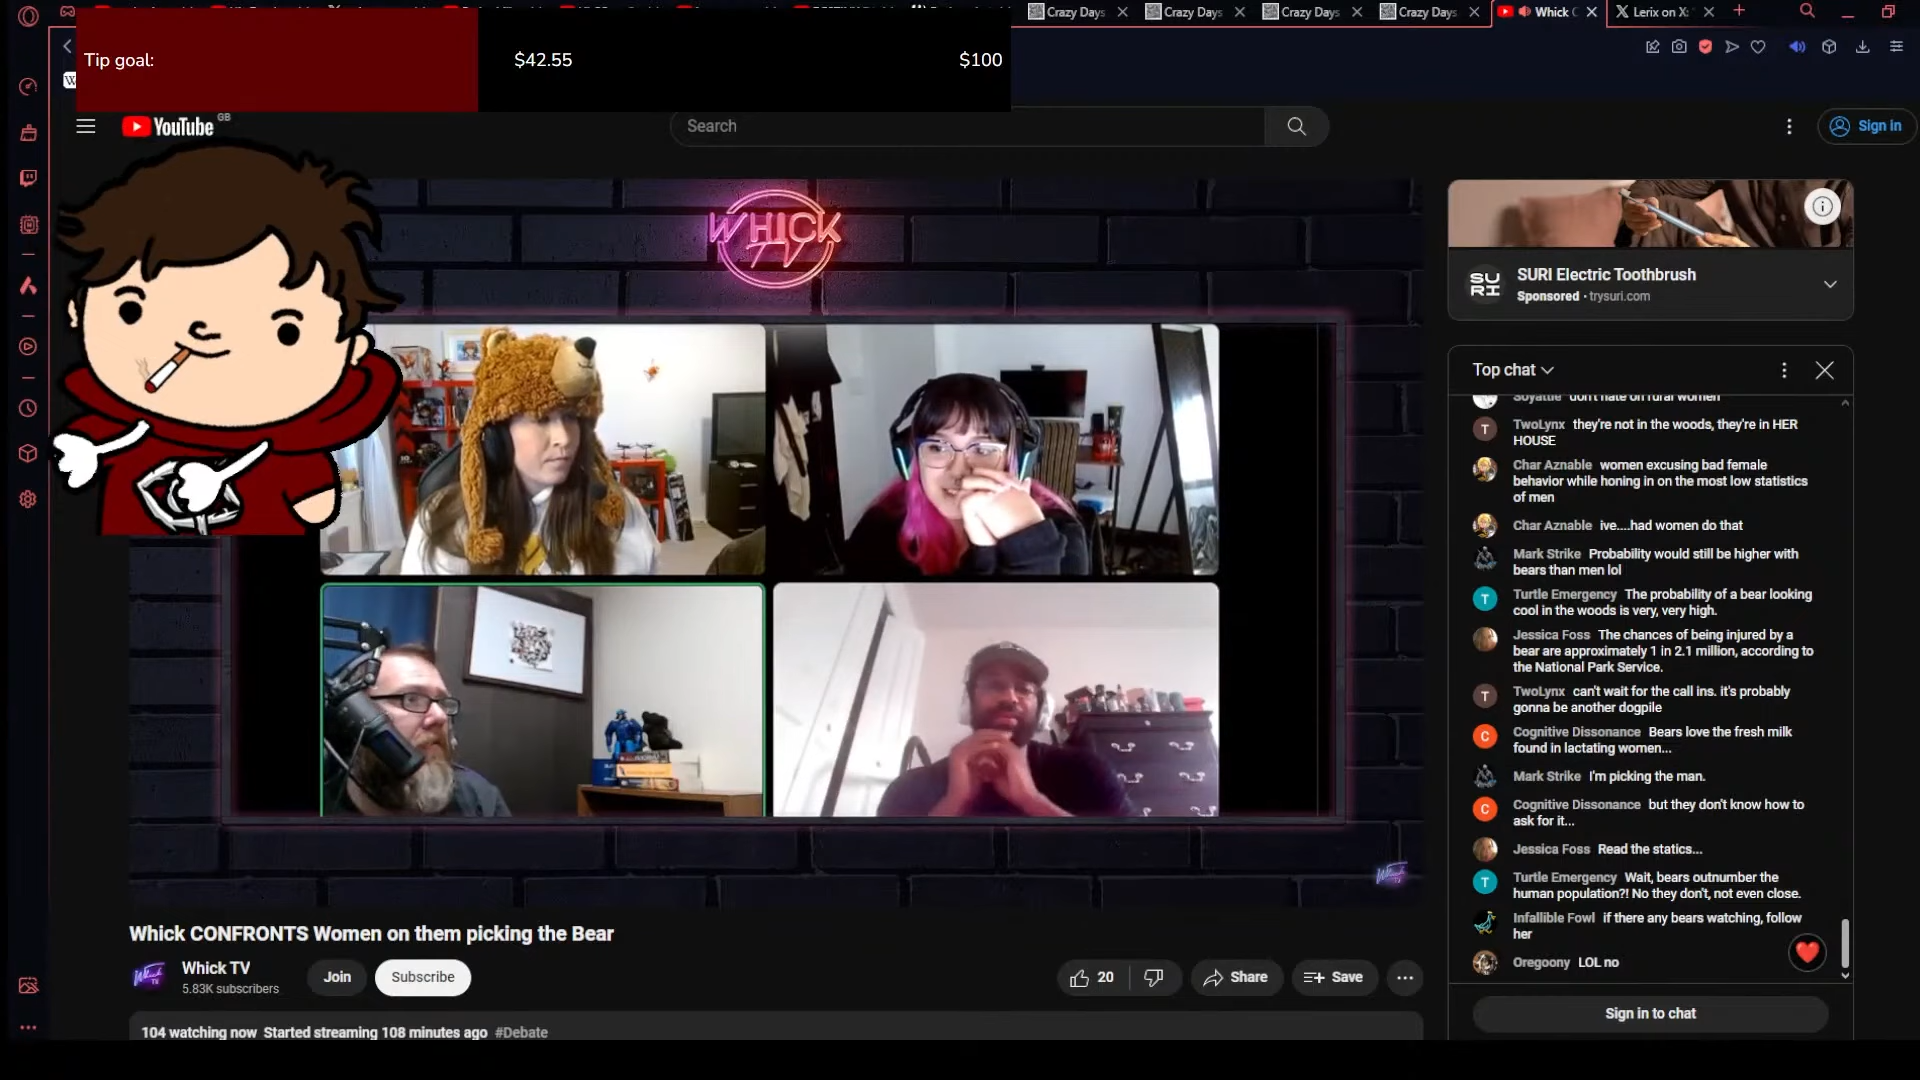 Crazy Days
Crazy Days
Crazy Days
Crazy Days
Whick C
Lerix on X:
Tip goal:
$42.55
$100
W
YouTube GB
Search
Sign in
WHICK
TV
SURI
SURI Electric Toothbrush
Sponsored · trysuri.com
Top chat
Soyattie don't hate on rural women
TwoLynx they're not in the woods, they're in HER
HOUSE
Char Aznable women excusing bad female
behavior while honing in on the most low statistics
of men
Char Aznable ive....had women do that
Mark Strike Probability would still be higher with
bears than men lol
Turtle Emergency The probability of a bear looking
cool in the woods is very, very high.
Jessica Foss The chances of being injured by a
bear are approximately 1 in 2.1 million, according to
the National Park Service.
TwoLynx can't wait for the call ins. it's probably
gonna be another dogpile
Cognitive Dissonance Bears love the fresh milk
found in lactating women...
Mark Strike I'm picking the man.
Cognitive Dissonance but they don't know how to
ask for it...
Jessica Foss Read the statics...
Turtle Emergency Wait, bears outnumber the
human population?! No they don't, not even close.
Infallible Fowl if there any bears watching, follow
her
Oregoony LOL no
Sign in to chat
Whick CONFRONTS Women on them picking the Bear
Whick TV
5.83K subscribers
Join
Subscribe
20
Share
Save
104 watching now Started streaming 108 minutes ago #Debate